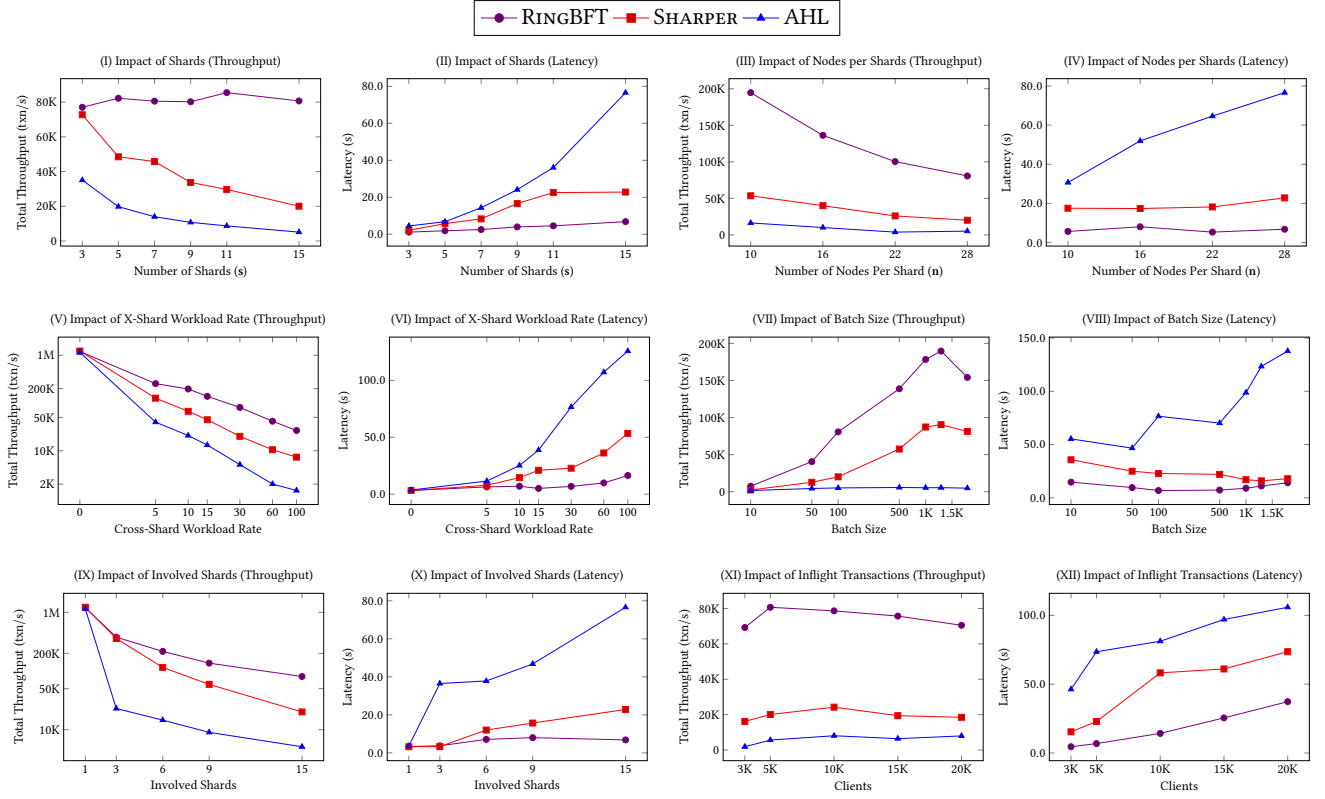 RINGBFT SHARPER AHL
(I) Impact of Shards (Throughput)
Total Throughput (txn/s)
80K
60K
40K
20K
0
3 5 7 9 11 15
Number of Shards (s)
(II) Impact of Shards (Latency)
Latency (s)
80.0
60.0
40.0
20.0
0.0
3 5 7 9 11 15
Number of Shards (s)
(III) Impact of Nodes per Shards (Throughput)
Total Throughput (txn/s)
200K
150K
100K
50K
0
10 16 22 28
Number of Nodes Per Shard (n)
(IV) Impact of Nodes per Shards (Latency)
Latency (s)
80.0
60.0
40.0
20.0
0.0
10 16 22 28
Number of Nodes Per Shard (n)
(V) Impact of X-Shard Workload Rate (Throughput)
Total Throughput (txn/s)
1M
200K
50K
10K
2K
0 5 10 15 30 60 100
Cross-Shard Workload Rate
(VI) Impact of X-Shard Workload Rate (Latency)
Latency (s)
100.0
50.0
0.0
0 5 10 15 30 60 100
Cross-Shard Workload Rate
(VII) Impact of Batch Size (Throughput)
Total Throughput (txn/s)
200K
150K
100K
50K
0
10 50 100 500 1K 1.5K
Batch Size
(VIII) Impact of Batch Size (Latency)
Latency (s)
150.0
100.0
50.0
0.0
10 50 100 500 1K 1.5K
Batch Size
(IX) Impact of Involved Shards (Throughput)
Total Throughput (txn/s)
1M
200K
50K
10K
1 3 6 9 15
Involved Shards
(X) Impact of Involved Shards (Latency)
Latency (s)
80.0
60.0
40.0
20.0
0.0
1 3 6 9 15
Involved Shards
(XI) Impact of Inflight Transactions (Throughput)
Total Throughput (txn/s)
80K
60K
40K
20K
0
3K 5K 10K 15K 20K
Clients
(XII) Impact of Inflight Transactions (Latency)
Latency (s)
100.0
50.0
0.0
3K 5K 10K 15K 20K
Clients